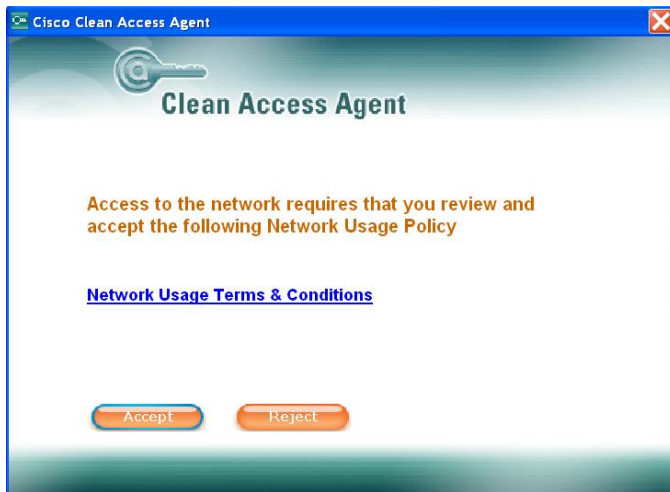 Cisco Clean Access Agent
Clean Access Agent
Access to the network requires that you review and
accept the following Network Usage Policy
Network Usage Terms & Conditions
Accept
Reject